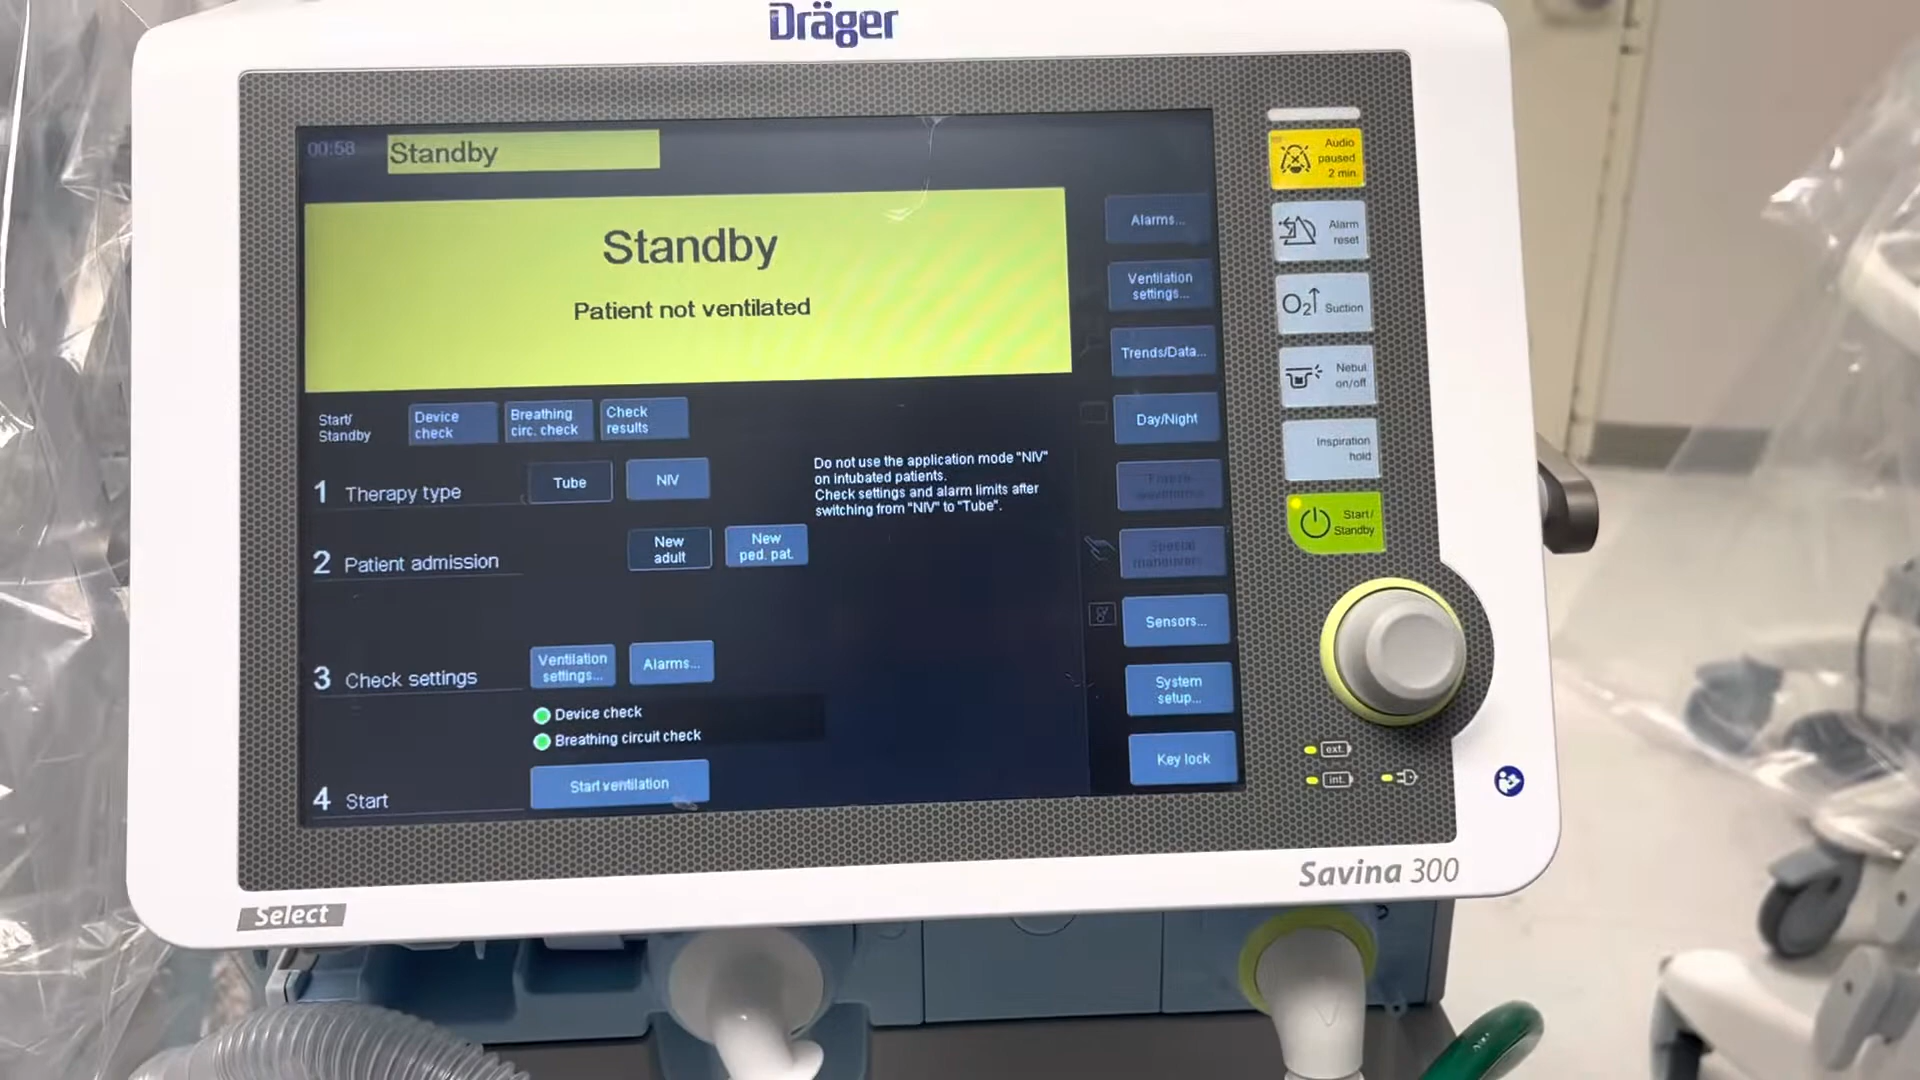 Dräger
00:58
Standby
Standby
Patient not ventilated
Start/
Standby
Device
check
Breathing
circ. check
Check
results
1 Therapy type
Tube
NIV
Do not use the application mode "NIV"
on intubated patients.
Check settings and alarm limits after
switching from "NIV" to "Tube".
2 Patient admission
New
adult
New
ped. pat.
3 Check settings
Ventilation
settings...
Alarms...
Device check
Breathing circuit check
4 Start
Start ventilation
Alarms...
Ventilation
settings...
Trends/Data...
Day/Night
Special
maneuver...
Sensors...
System
setup...
Key lock
Audio
paused
2 min.
Alarm
reset
O2↑ Suction
Nebul.
on/off
Inspiration
hold
Start/
Standby
ext.
int.
Savina 300
Select